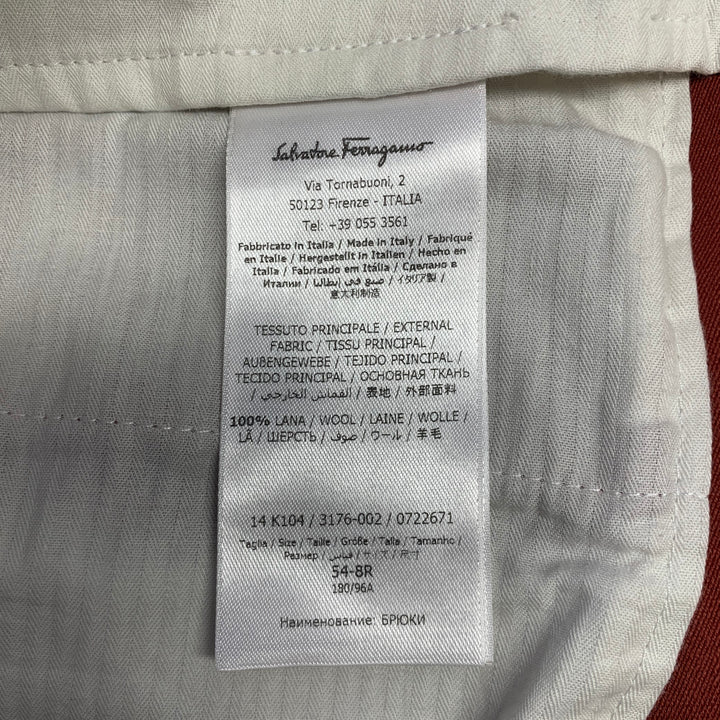 Salvatore Ferragamo
Via Tornabuoni, 2
50123 Firenze - ITALIA
Tel: +39 055 3561
Fabbricato in Italia / Made in Italy / Fabriqué
en Italie / Hergestellt in Italien / Hecho en
Italia / Fabricado em Itália / Сделано в
Италии / صنع في إيطاليا / イタリア製 /
意大利制造
TESSUTO PRINCIPALE / EXTERNAL
FABRIC / TISSU PRINCIPAL /
AUßENGEWEBE / TEJIDO PRINCIPAL /
TECIDO PRINCIPAL / ОСНОВНАЯ ТКАНЬ
/ القماش الخارجي / 表地 / 外部面料
100% LANA / WOOL / LAINE / WOLLE /
LÃ / ШЕРСТЬ / صوف / ウール / 羊毛
14 K104 / 3176-002 / 0722671
Taglia / Size / Taille / Größe / Talla / Tamanho /
Размер / قياس / サイズ / 尺寸
54-8R
180/96A
Наименование: БРЮКИ